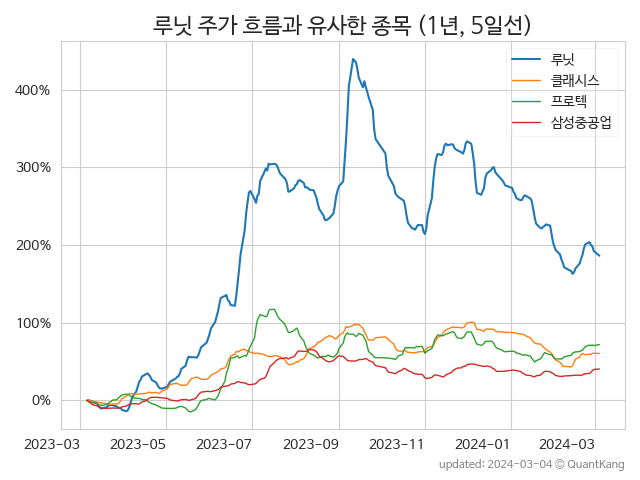 루닛 주가 흐름과 유사한 종목 (1년, 5일선)
루닛
클래시스
프로텍
삼성중공업
400%
300%
200%
100%
0%
2023-03 2023-05 2023-07 2023-09 2023-11 2024-01 2024-03
updated: 2024-03-04 © QuantKang